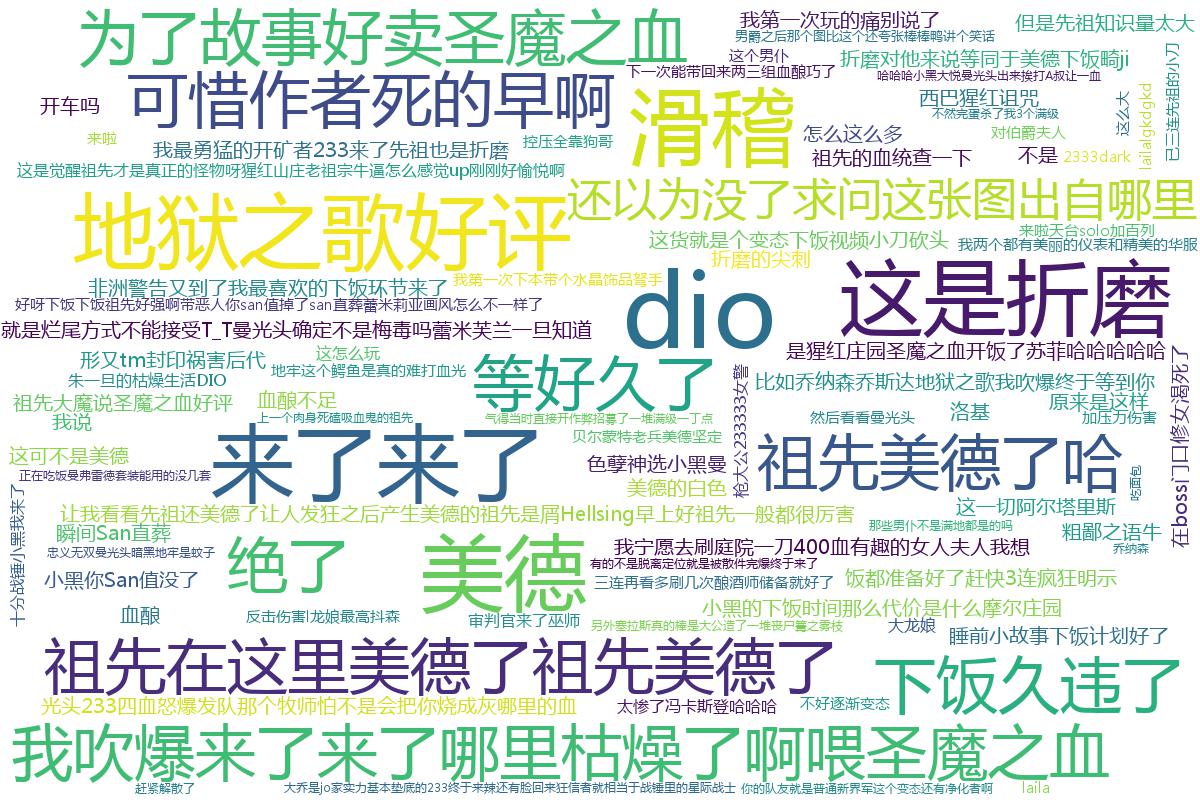 为了故事好卖圣魔之血
我第一次玩的痛别说了
但是先祖知识量太大
男爵之后那个图比这个还夸张棒棒鸭讲个笑话
这个男仆
折磨对他来说等同于美德下饭畸ji
下一次能带回来两三组血酿巧了
哈哈哈小黑大悦曼光头出来挨打A叔让一血
已三连先祖的小刀
开车吗
可惜作者死的早啊
滑稽
西巴猩红诅咒
不然完蛋杀了我3个满级
这么大
lailalgkdgkgkd
来啦
控压全靠狗哥
怎么这么多
对伯爵夫人
我最勇猛的开矿者233来了先祖也是折磨
祖先的血统查一下
不是
2333dark
这是觉醒祖先才是真正的怪物呀猩红山庄老祖宗牛逼怎么感觉up刚刚好愉悦啊
地狱之歌好评
还以为没了求问这张图出自哪里
来啦天台solo加百列
这货就是个变态下饭视频小刀砍头
我两个都有美丽的仪表和精美的华服
折磨的尖刺
非洲警告又到了我最喜欢的下饭环节来了
我第一次下本带个水晶饰品弩手
dio
这是折磨
好呀下饭下饭祖先好强啊带恶人你san值掉了san直葬蕾米莉亚画风怎么不一样了
就是烂尾方式不能接受T_T曼光头确定不是梅毒吗蕾米芙兰一旦知道
是猩红庄园圣魔之血开饭了苏菲哈哈哈哈哈哈
形又tm封印祸害后代
这怎么玩
等好久了
朱一旦的枯燥生活DIO
地牢这个鳄鱼是真的难打血光
枪大公233333女警
比如乔纳森乔斯达地狱之歌我吹爆终于等到你
祖先大魔说圣魔之血好评
血酿不足
洛基
原来是这样
我说
上一个肉身死磕吸血鬼的祖先
气得当时直接开作弊招募了一堆满级一丁点
然后看看曼光头
加压力伤害
在boss门口修女渴死了
来了来了
贝尔蒙特老兵美德坚定
祖先美德了哈
这可不是美德
色孽神选小黑曼
吃面包
正在吃饭曼弗雷德套装能用的没几套
美德的白色
十分战锤小黑我来了
让我看看先祖还美德了让人发狂之后产生美德的祖先是屑Hellsing早上好祖先一般都很厉害
这一切阿尔塔里斯
瞬间San直葬
那些男仆不是满地都是的吗
粗鄙之语牛
忠义无双曼光头暗黑地牢是蚊子
绝了
美德
我宁愿去刷庭院一刀400血有趣的女人夫人我想
乔纳森
有的不是脱离定位就是被散件完爆终于来了
小黑你San值没了
三连再看多刷几次酿酒师储备就好了
饭都准备好了赶快3连疯狂明示
血酿
反击伤害!龙娘最高抖森
审判官来了巫师
小黑的下饭时间那么代价是什么摩尔庄园
另外塞拉斯真的棒是大公造了一堆丧尸篱之霧枝
大龙娘
睡前小故事下饭计划好了
祖先在这里美德了祖先美德了
下饭久违了
光头233四血怒爆发队那个牧师怕不是会把你烧成灰哪里的血
太惨了冯卡斯登哈哈哈
不好逐渐变态
我吹爆来了来了哪里枯燥了啊喂圣魔之血
赶紧解散了
大乔是Jo家实力基本垫底的233终于来辣还有脸回来狂信者就相当于战锤里的星际战士
你的队友就是普通新界军这个变态还有净化者啊
laila